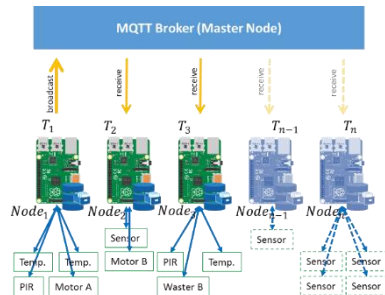 MQTT Broker (Master Node)
T1 T2 T3 Tn−1 Tn
broadcast receive receive receive receive
Node1 Node2 Node3 Noden−1 Noden
Sensor Sensor
Temp. Temp. Motor B PIR Temp. Sensor Sensor
PIR Motor A Waster B Sensor Sensor